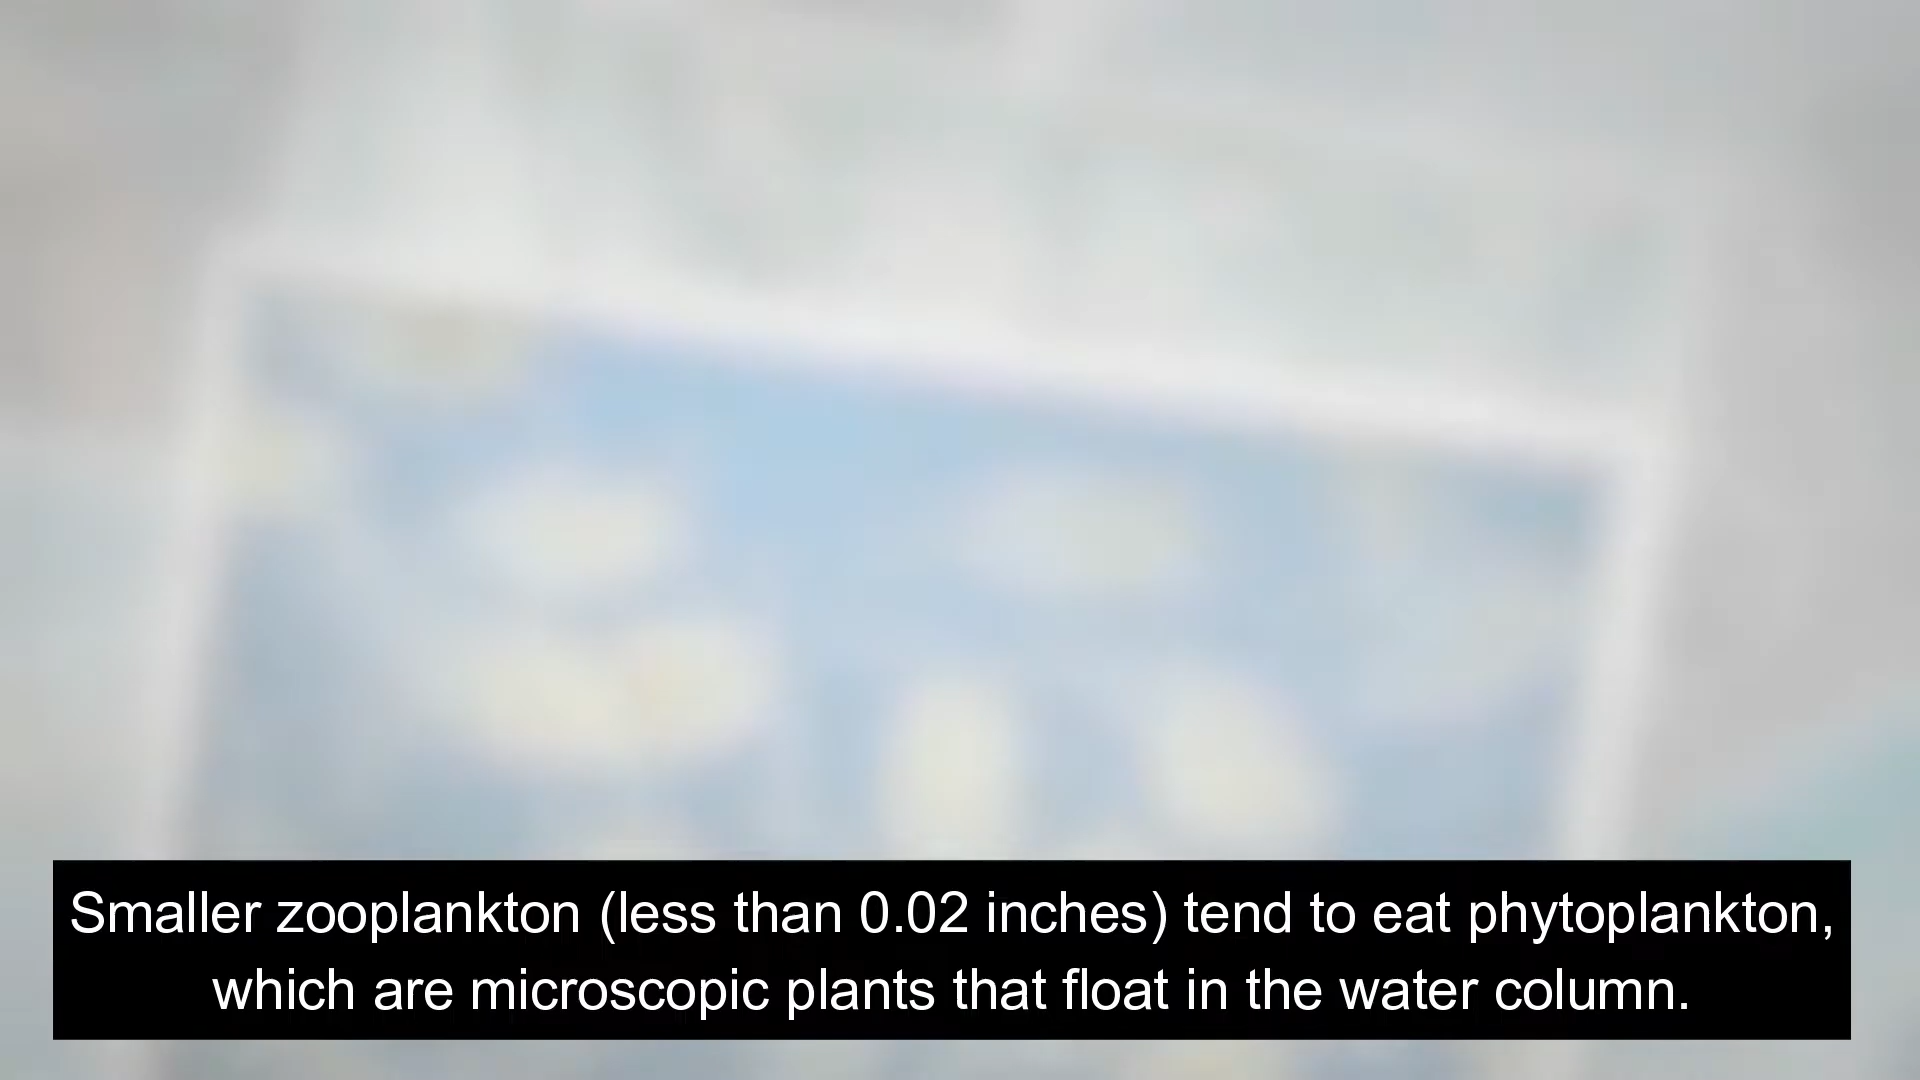 Smaller zooplankton (less than 0.02 inches) tend to eat phytoplankton,
which are microscopic plants that float in the water column.